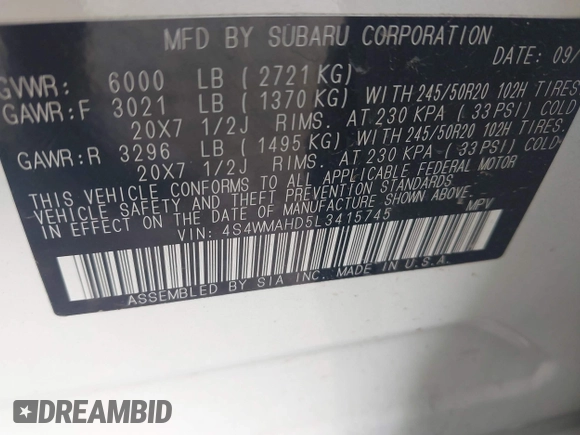 MFD BY SUBARU CORPORATION
DATE: 09/
GVWR: 6000 LB ( 2721 KG)
GAWR:F 3021 LB ( 1370 KG) WITH 245/50R20 102H TIRES
20X7 1/2J RIMS. AT 230 KPA ( 33 PSI) COLD
GAWR:R 3296 LB ( 1495 KG) WITH 245/50R20 102H TIRES.
20X7 1/2J RIMS. AT 230 KPA ( 33 PSI) COLD
THIS VEHICLE CONFORMS TO ALL APPLICABLE FEDERAL MOTOR
VEHICLE SAFETY AND THEFT PREVENTION STANDARDS IN EFFECT
ON THE DATE OF MANUFACTURE SHOWN ABOVE.
VIN: 4S4WMAHD5L3415745 MPV
ASSEMBLED BY SIA INC. MADE IN U.S.A.
DREAMBID